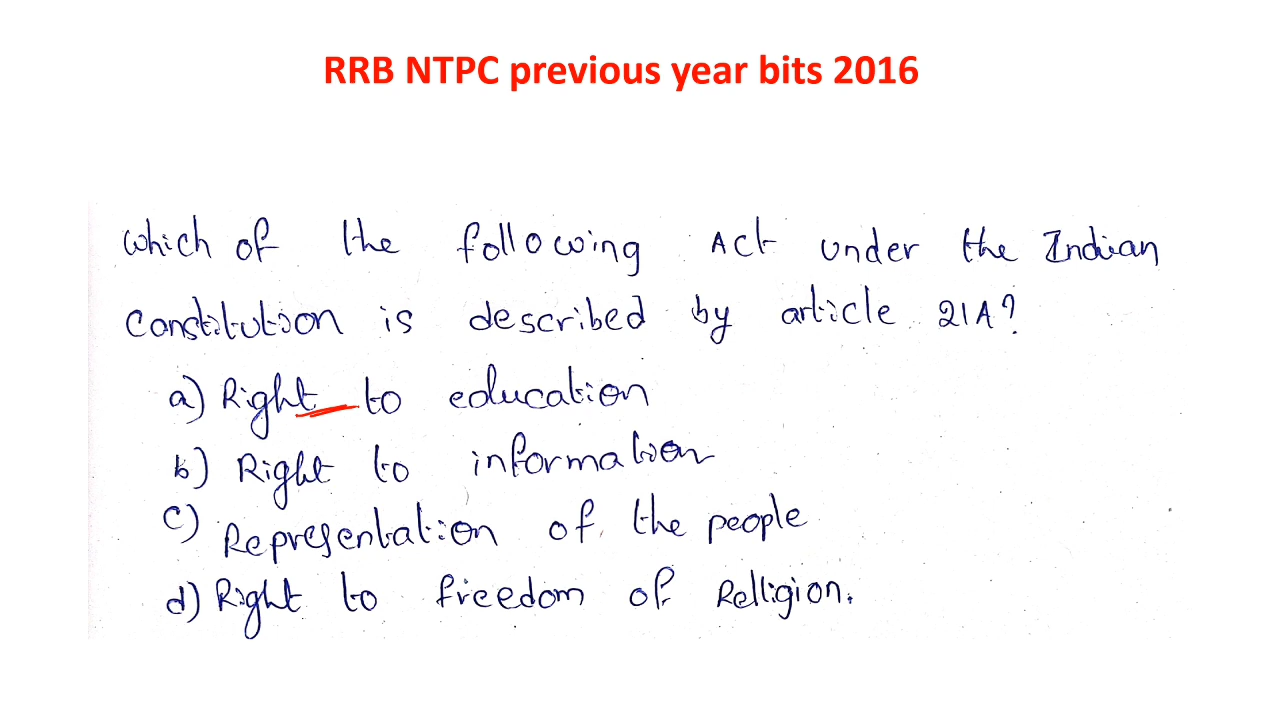 RRB NTPC previous year bits 2016
Which of the following Act under the Indian
Constitution is described by article 21A?
a) Right to education
b) Right to information
c) Representation of the people
d) Right to freedom of Relligion.